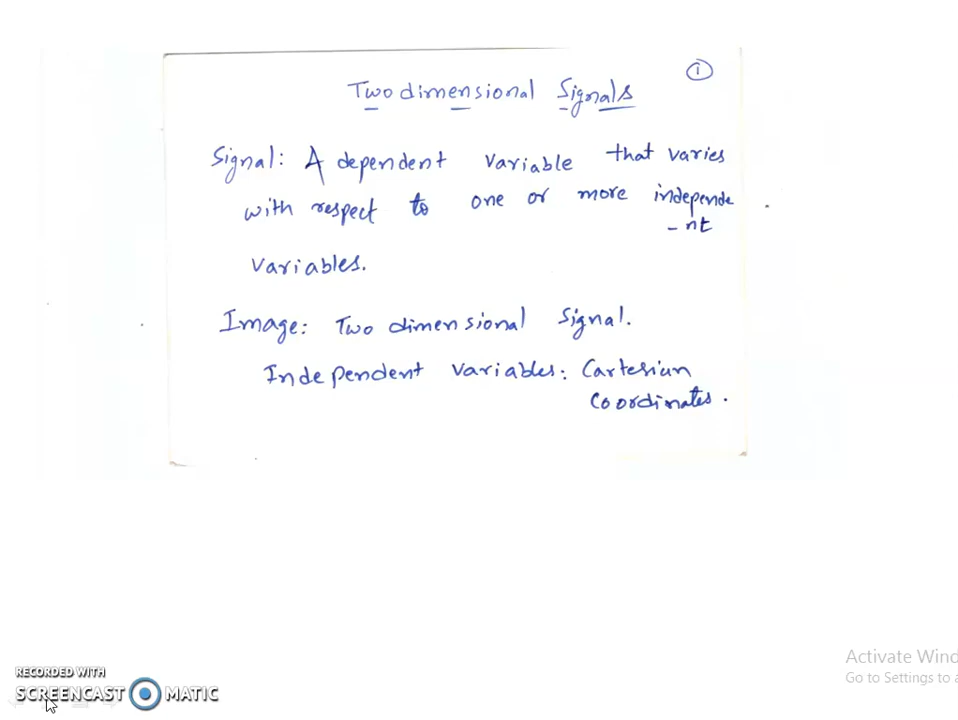 1
Two dimensional Signals
Signal: A dependent variable that varies
with respect to one or more independe
-nt
variables.
Image: Two dimensional Signal.
Independent variables: Cartesian
Coordinates.
RECORDED WITH
SCREENCAST MATIC
Activate Wind
Go to Settings to a